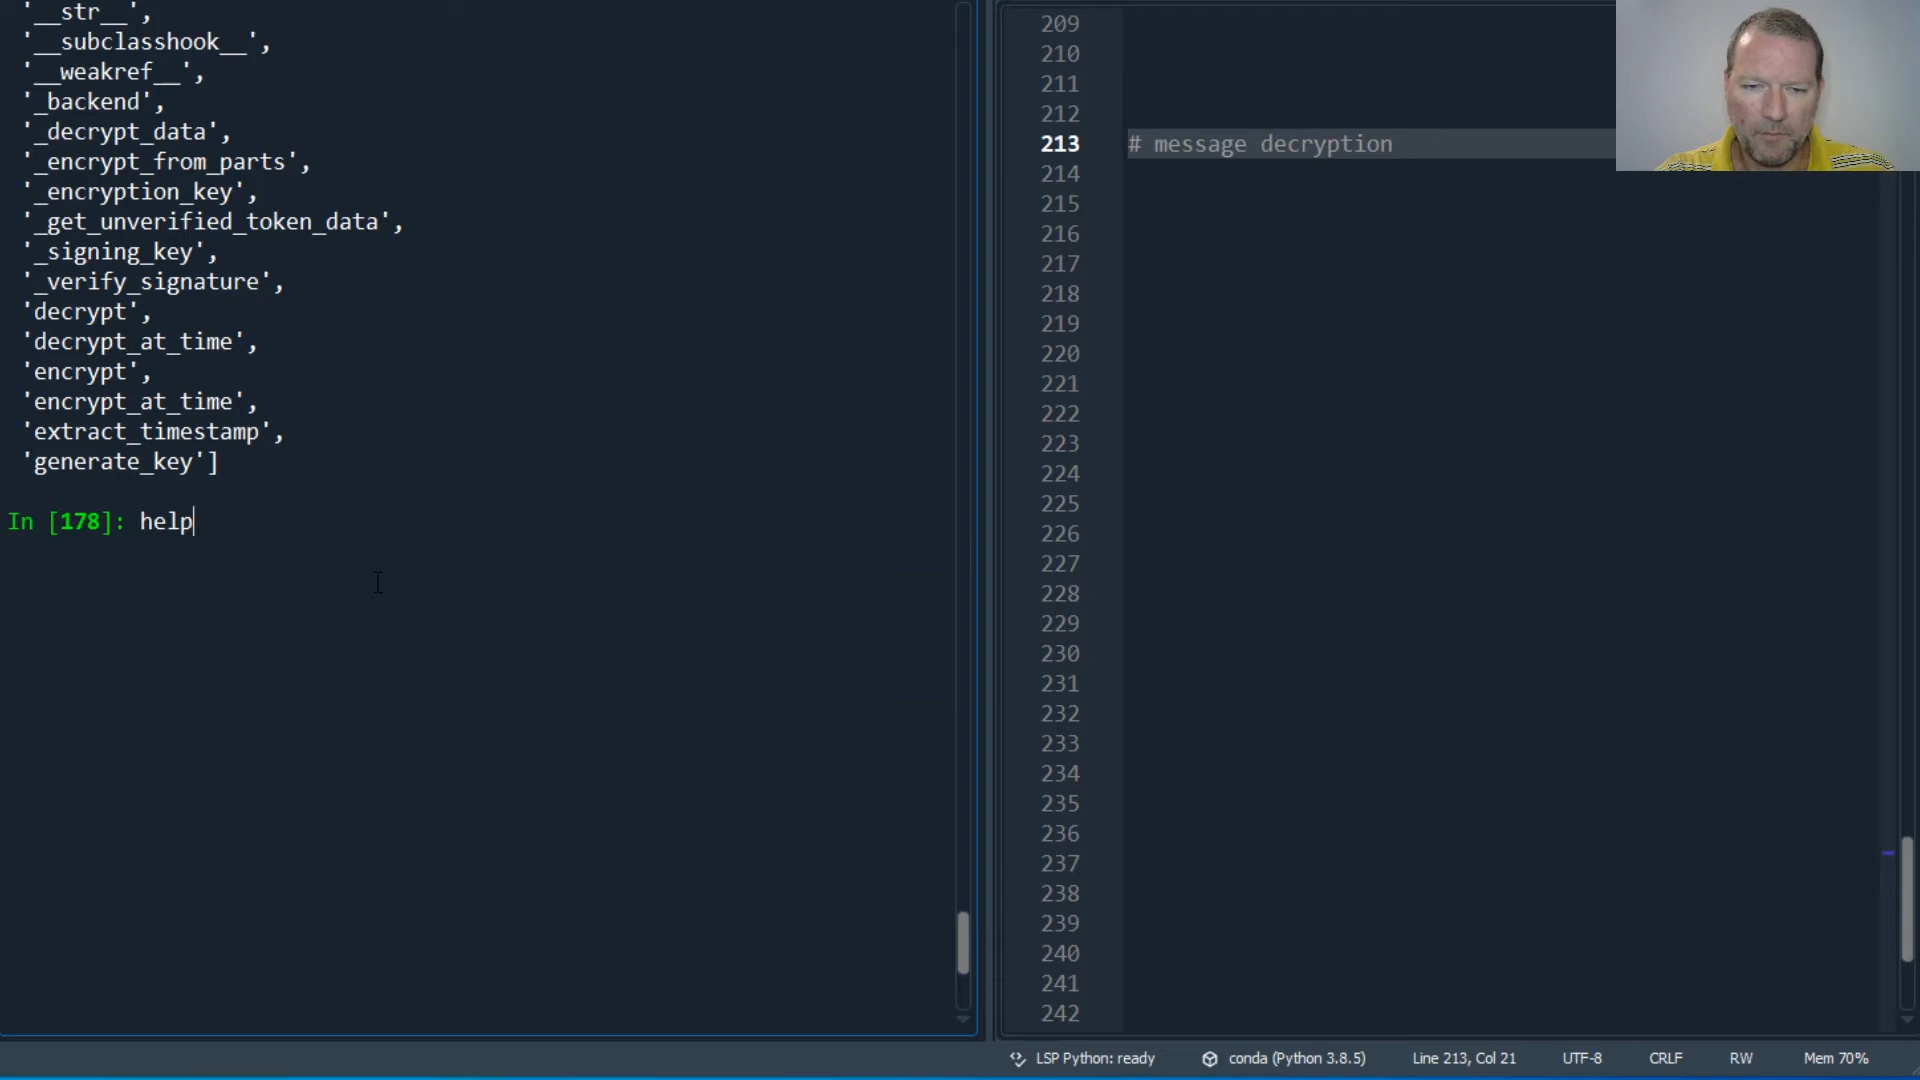 '__str__',
'__subclasshook__',
'__weakref__',
'_backend',
'_decrypt_data',
'_encrypt_from_parts',
'_encryption_key',
'_get_unverified_token_data',
'_signing_key',
'_verify_signature',
'decrypt',
'decrypt_at_time',
'encrypt',
'encrypt_at_time',
'extract_timestamp',
'generate_key']
In [178]: help
209
210
211
212
213 # message decryption
214
215
216
217
218
219
220
221
222
223
224
225
226
227
228
229
230
231
232
233
234
235
236
237
238
239
240
241
242
LSP Python: ready conda (Python 3.8.5) Line 213, Col 21 UTF-8 CRLF RW Mem 70%